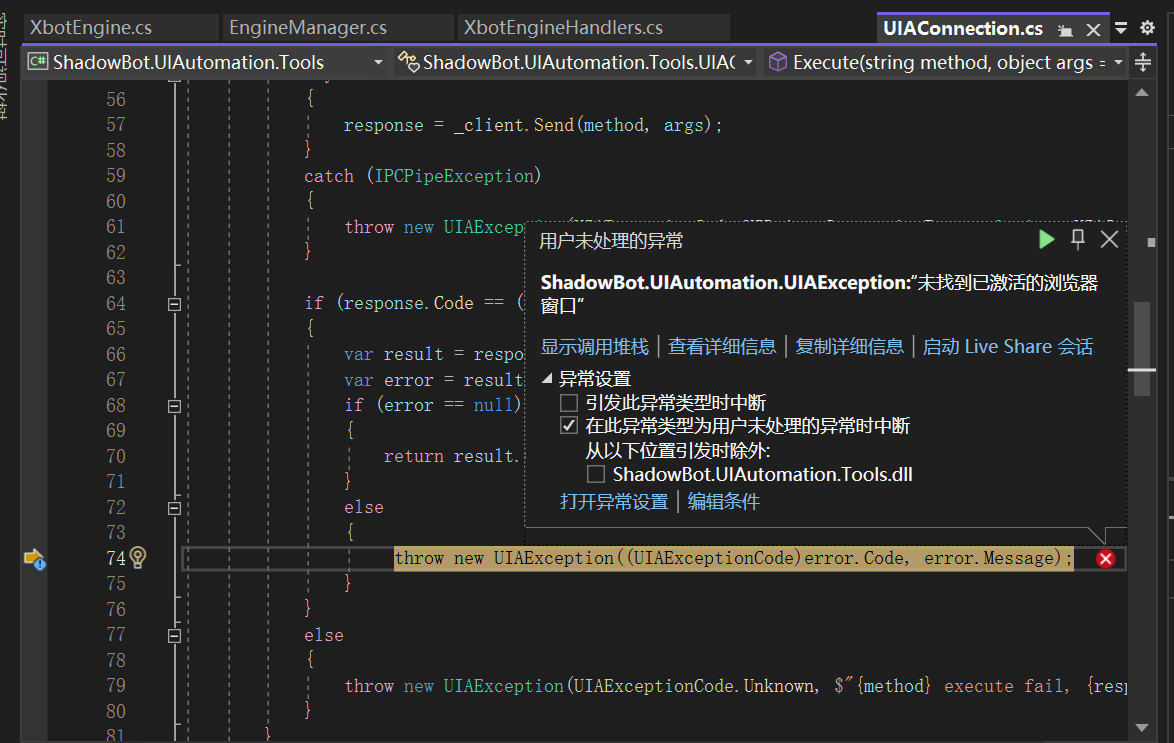 XbotEngine.cs EngineManager.cs XbotEngineHandlers.cs UIAConnection.cs
C# ShadowBot.UIAutomation.Tools ShadowBot.UIAutomation.Tools.UIAC Execute(string method, object args =
56 {
57 response = _client.Send(method, args);
58 }
59 catch (IPCPipeException)
60 {
61 throw new UIAExcep
62 }
63
64 if (response.Code == (
65 {
66 var result = respo
67 var error = result
68 if (error == null)
69 {
70 return result.
71 }
72 else
73 {
74 throw new UIAException((UIAExceptionCode)error.Code, error.Message);
75 }
76 }
77 else
78 {
79 throw new UIAException(UIAExceptionCode.Unknown, $"{method} execute fail, {resp
80 }
81 }
用户未处理的异常
ShadowBot.UIAutomation.UIAException:“未找到已激活的浏览器
窗口”
显示调用堆栈 | 查看详细信息 | 复制详细信息 | 启动 Live Share 会话
异常设置
引发此异常类型时中断
在此异常类型为用户未处理的异常时中断
从以下位置引发时除外:
ShadowBot.UIAutomation.Tools.dll
打开异常设置 | 编辑条件